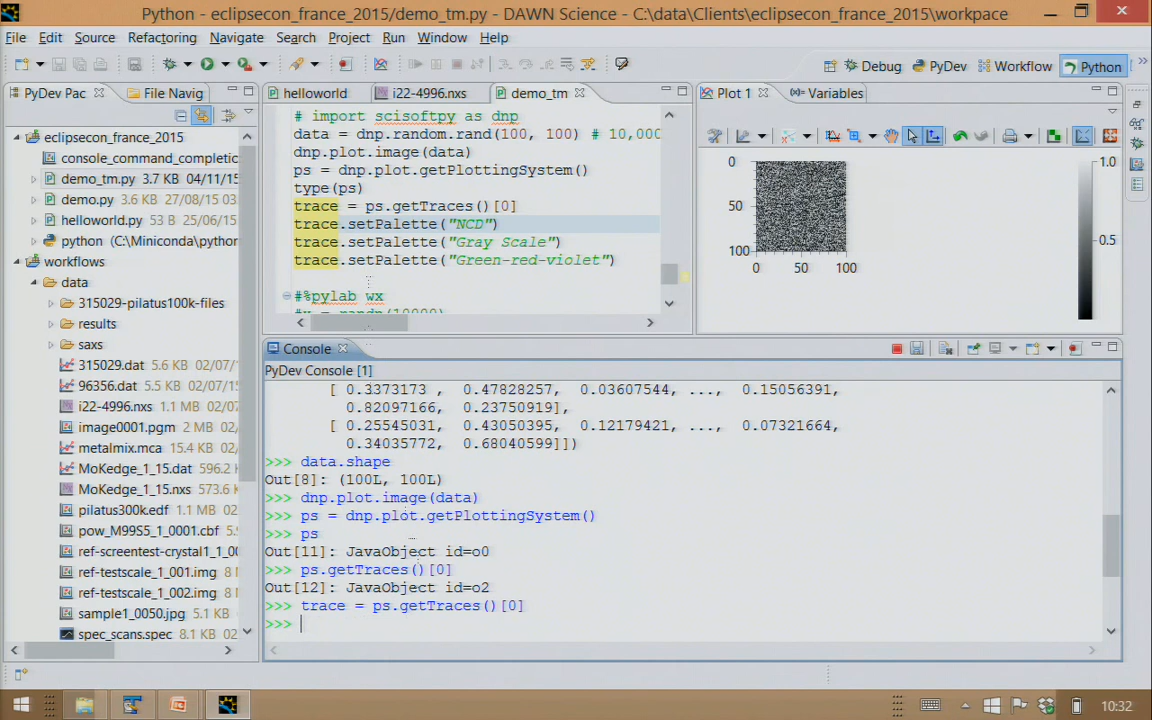 Python - eclipsecon_france_2015/demo_tm.py - DAWN Science - C:\data\Clients\eclipsecon_france_2015\workpace
File Edit Source Refactoring Navigate Search Project Run Window Help
Debug PyDev Workflow Python
PyDev Pac File Navig
eclipsecon_france_2015
console_command_completic
demo_tm.py 3.7 KB 04/11/15
demo.py 3.6 KB 27/08/15 03
helloworld.py 53 B 25/06/15
python (C:\Miniconda\python
workflows
data
315029-pilatus100k-files
results
saxs
315029.dat 5.6 KB 02/07/
96356.dat 5.5 KB 02/07/15
i22-4996.nxs 1.1 MB 02/07
image0001.pgm 2 MB 02/
metalmix.mca 15.4 KB 02/
MoKedge_1_15.dat 596.2
MoKedge_1_15.nxs 573.6
pilatus300k.edf 1.1 MB 02
pow_M99S5_1_0001.cbf 5.
ref-screentest-crystal1_1_0
ref-testscale_1_001.img 8
ref-testscale_1_002.img 8
sample1_0050.jpg 5.1 KB
spec_scans.spec 8.1 KB 02
helloworld i22-4996.nxs demo_tm
# import scisoftpy as dnp
data = dnp.random.rand(100, 100) # 10,000
dnp.plot.image(data)
ps = dnp.plot.getPlottingSystem()
type(ps)
trace = ps.getTraces()[0]
trace.setPalette("NCD")
trace.setPalette("Gray Scale")
trace.setPalette("Green-red-violet")
#%pylab wx
#x = randn(10000)
Plot 1 Variables
0
50
100
0 50 100
1.0
0.5
Console
PyDev Console [1]
[ 0.3373173 , 0.47828257, 0.03607544, ..., 0.15056391,
0.82097166, 0.23750919],
[ 0.25545031, 0.43050395, 0.12179421, ..., 0.07321664,
0.34035772, 0.68040599]])
>>> data.shape
Out[8]: (100L, 100L)
>>> dnp.plot.image(data)
>>> ps = dnp.plot.getPlottingSystem()
>>> ps
Out[11]: JavaObject id=o0
>>> ps.getTraces()[0]
Out[12]: JavaObject id=o2
>>> trace = ps.getTraces()[0]
>>>
10:32